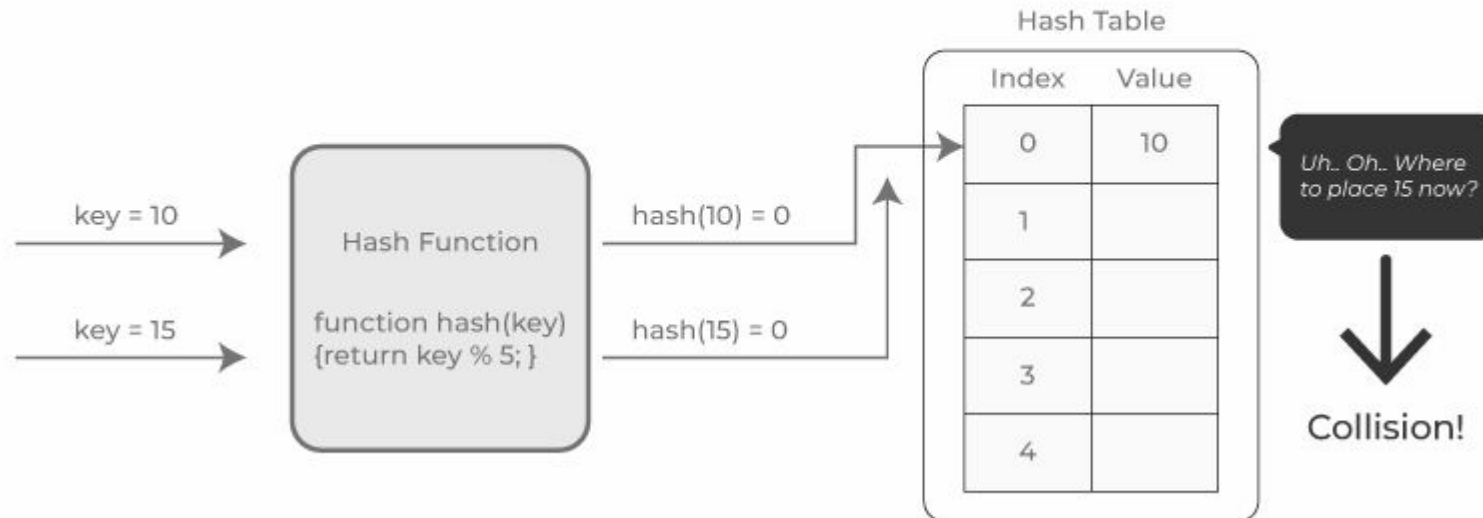 Hash Table
Index Value
0 10
1
2
3
4
key = 10
key = 15
Hash Function
function hash(key)
{return key % 5; }
hash(10) = 0
hash(15) = 0
Uh.. Oh.. Where
to place 15 now?
Collision!